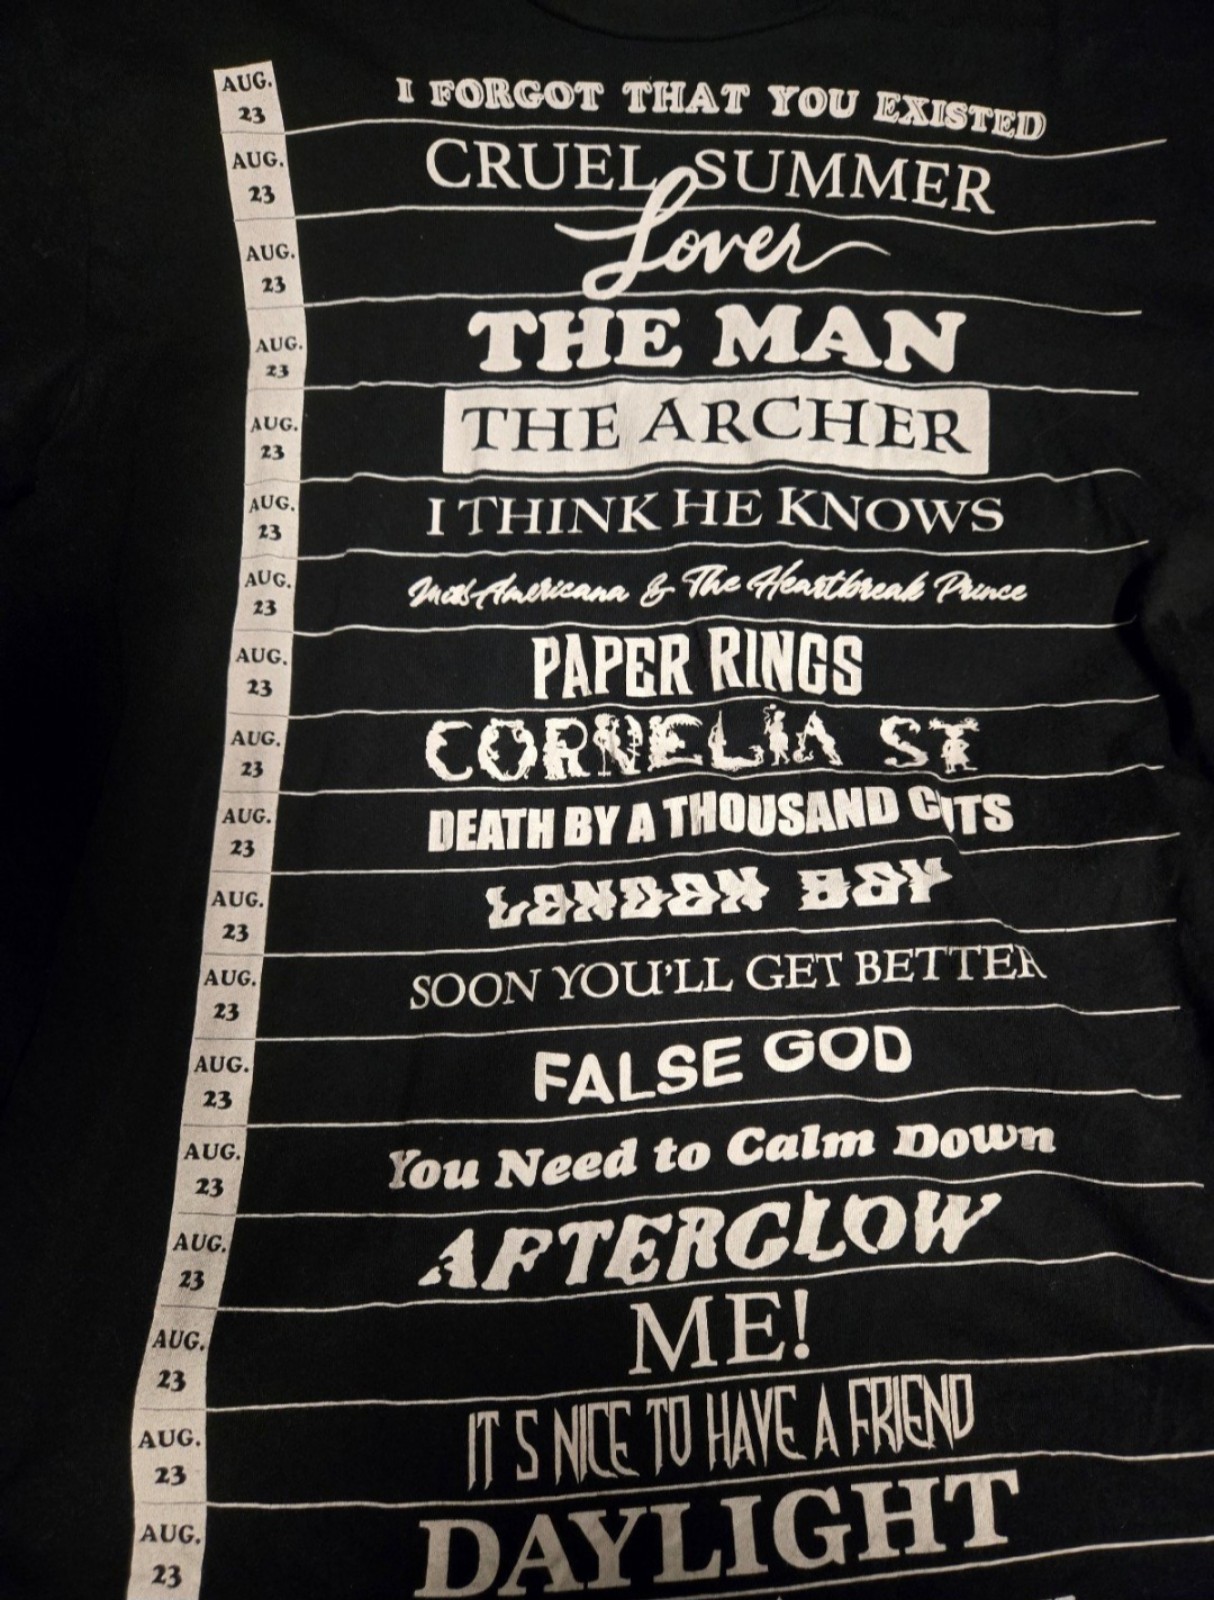 AUG. 23 I FORGOT THAT YOU EXISTED
AUG. 23 CRUEL SUMMER
AUG. 23 Lover
AUG. 23 THE MAN
AUG. 23 THE ARCHER
AUG. 23 I THINK HE KNOWS
AUG. 23 Miss Americana & The Heartbreak Prince
AUG. 23 PAPER RINGS
AUG. 23 CORNELIA ST
AUG. 23 DEATH BY A THOUSAND CUTS
AUG. 23 LONDON BOY
AUG. 23 SOON YOU'LL GET BETTER
AUG. 23 FALSE GOD
AUG. 23 You Need to Calm Down
AUG. 23 AFTERGLOW
AUG. 23 ME!
AUG. 23 IT S NICE TO HAVE A FRIEND
AUG. 23 DAYLIGHT